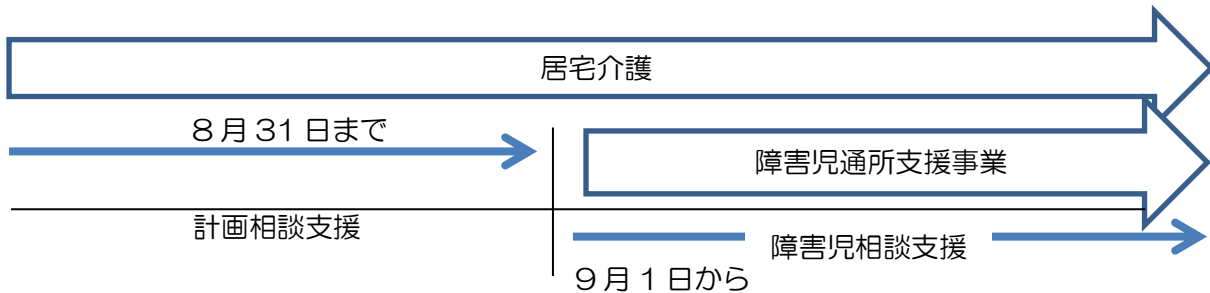 居宅介護
８月31日まで
障害児通所支援事業
計画相談支援
障害児相談支援
９月１日から